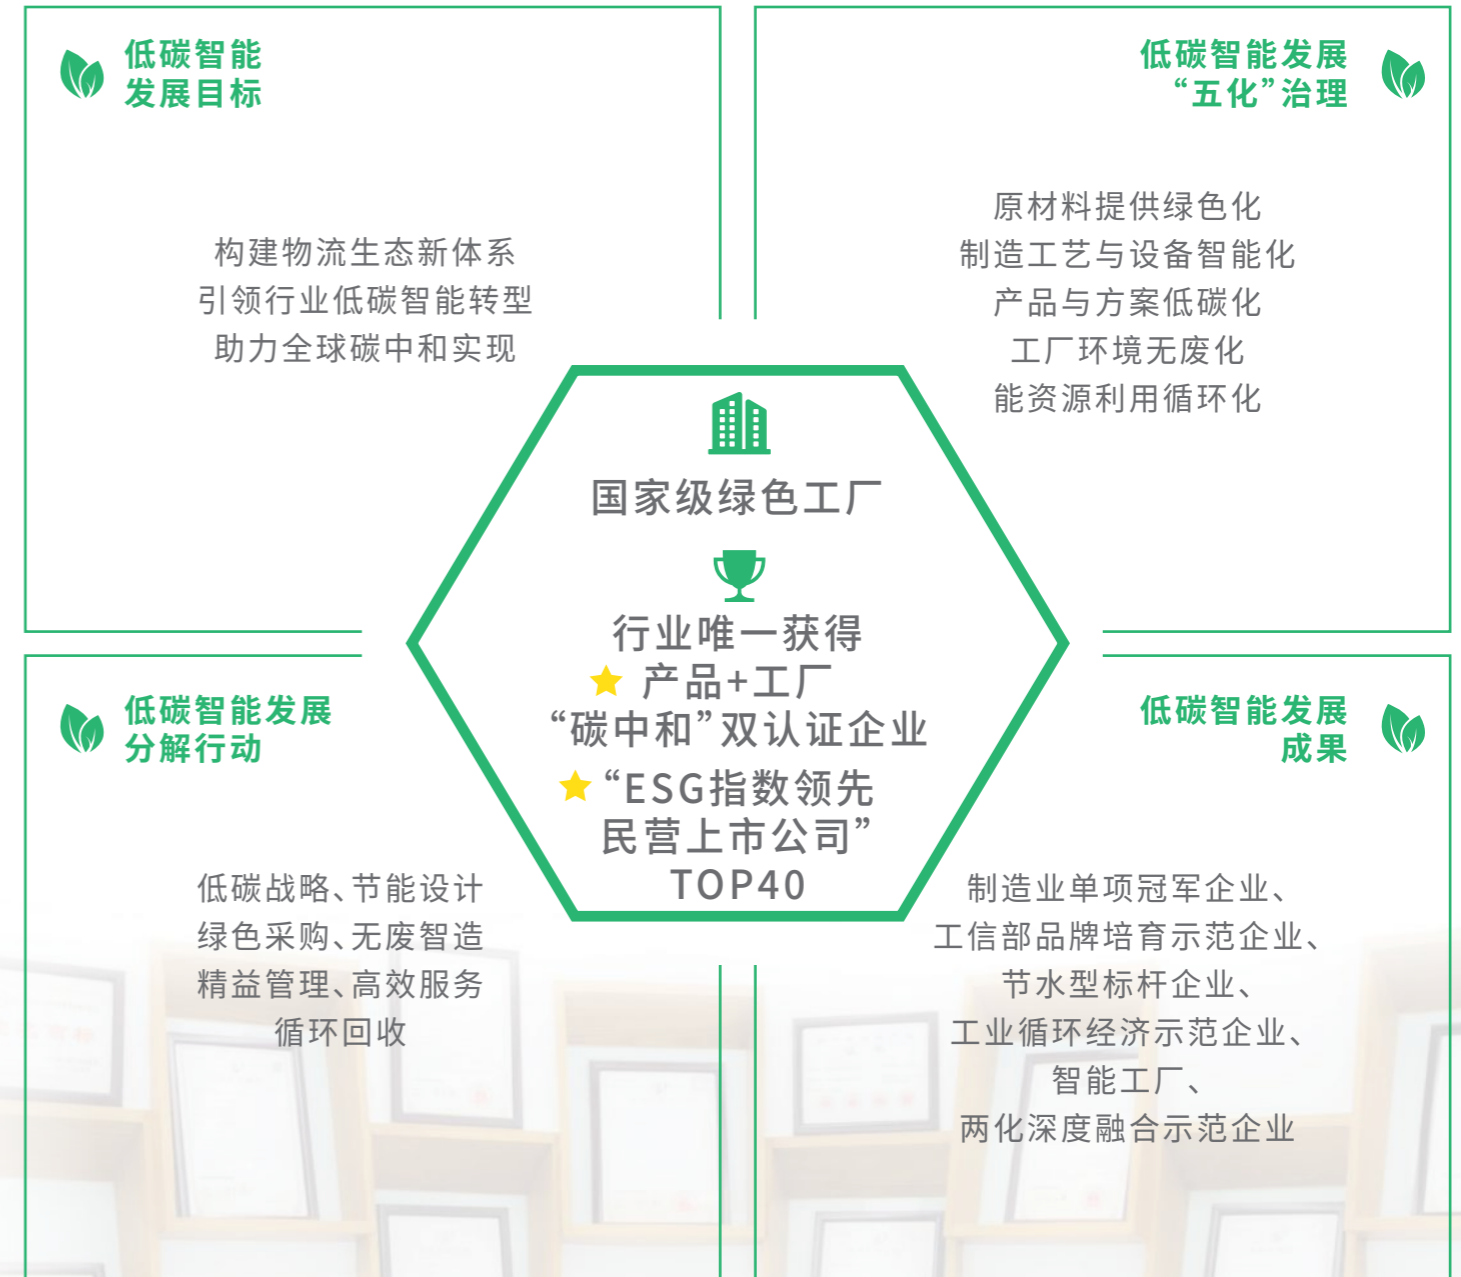 低碳智能
发展目标
构建物流生态新体系
引领行业低碳智能转型
助力全球碳中和实现
低碳智能发展
“五化”治理
原材料提供绿色化
制造工艺与设备智能化
产品与方案低碳化
工厂环境无废化
能资源利用循环化
国家级绿色工厂
行业唯一获得
产品+工厂
“碳中和”双认证企业
“ESG指数领先
民营上市公司”
TOP40
低碳智能发展
分解行动
低碳战略、节能设计
绿色采购、无废智造
精益管理、高效服务
循环回收
低碳智能发展
成果
制造业单项冠军企业、
工信部品牌培育示范企业、
节水型标杆企业、
工业循环经济示范企业、
智能工厂、
两化深度融合示范企业